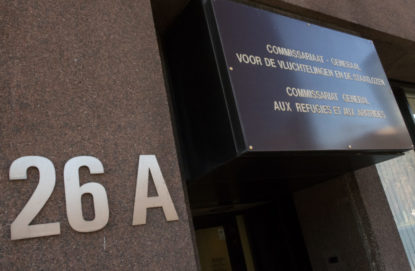 COMMISSARIAAT - GENERAAL
VOOR DE VLUCHTELINGEN EN DE STAATLOZEN
COMMISSARIAT GENERAL
AUX REFUGIES ET AUX APATRIDES
26 A